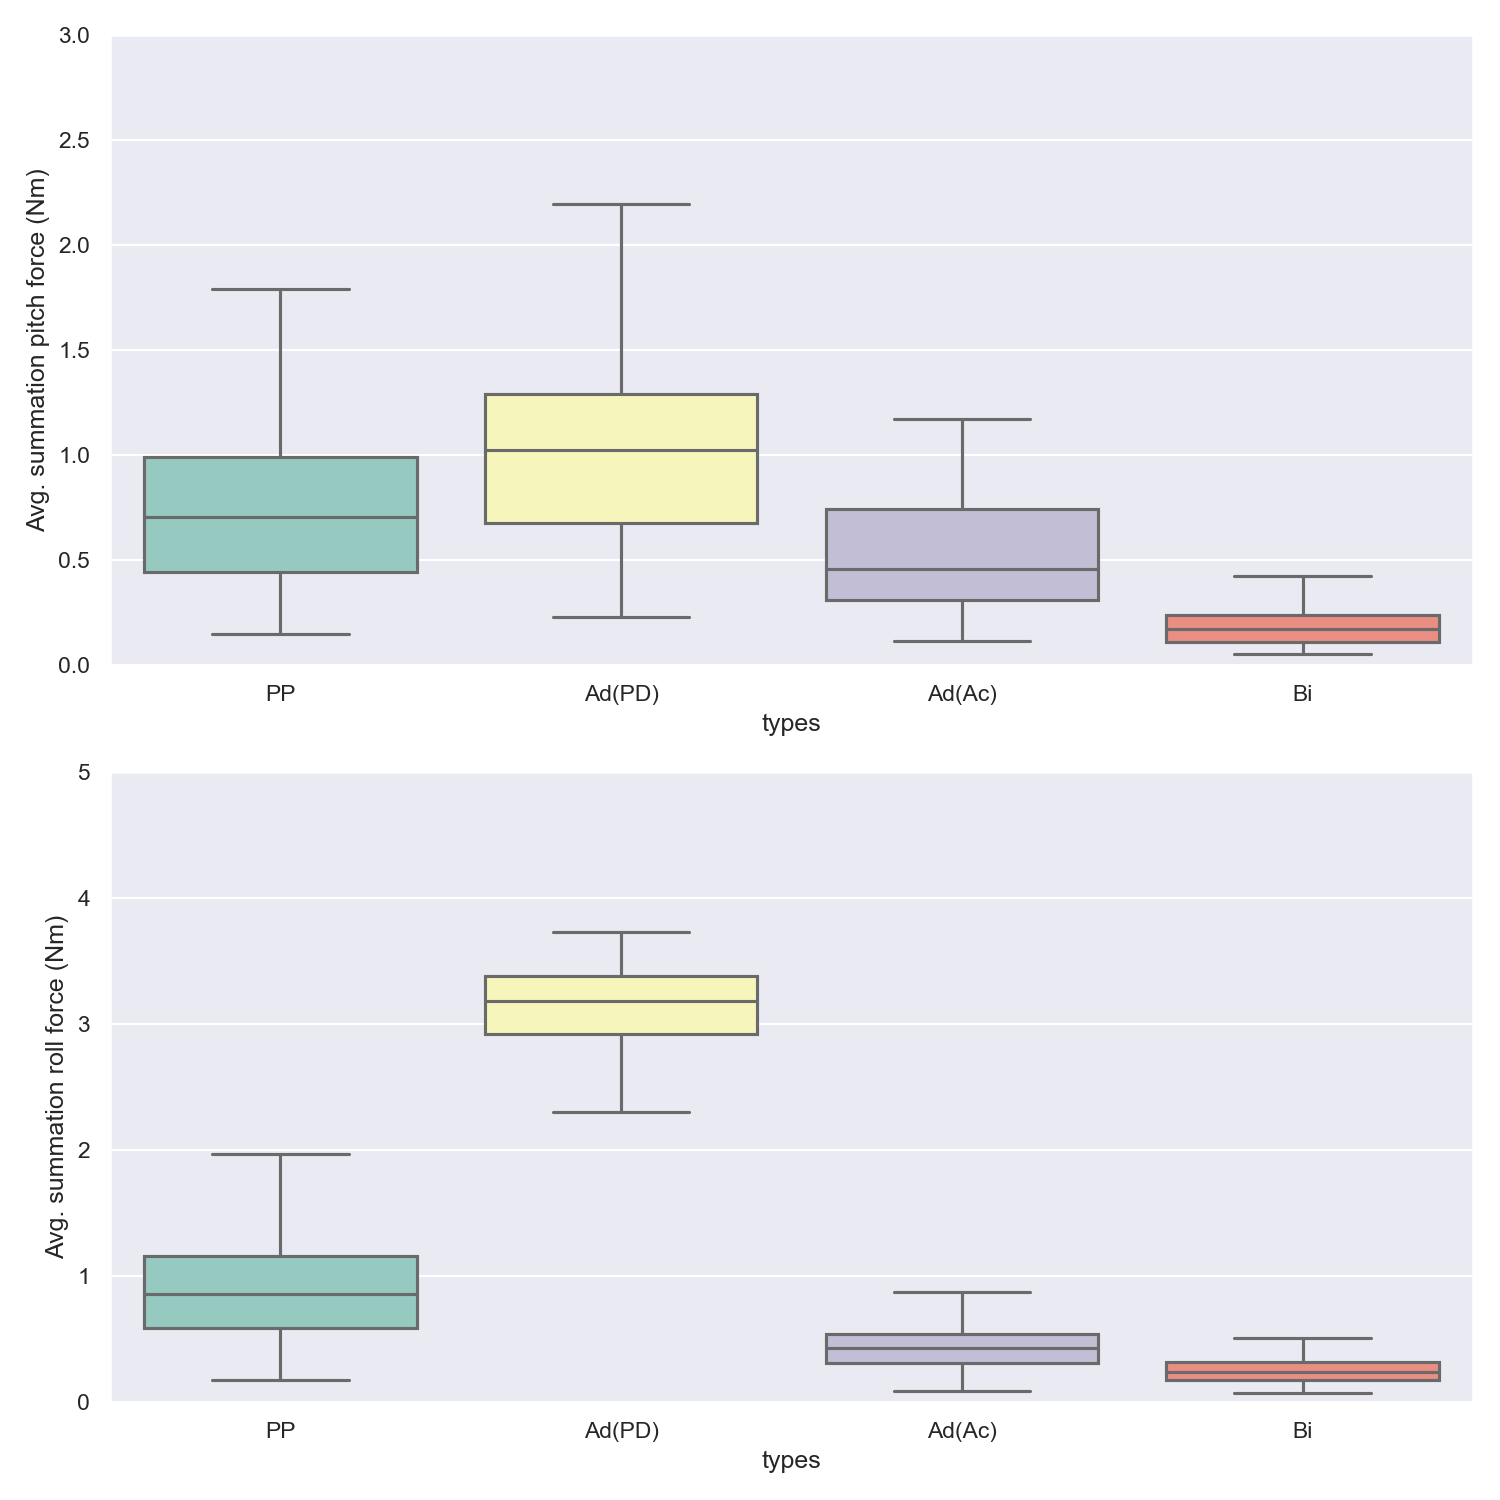 3.0
2.5
2.0
1.5
1.0
0.5
0.0
Avg. summation pitch force (Nm)
PP Ad(PD) Ad(Ac) Bi
types
5
4
3
2
1
0
Avg. summation roll force (Nm)
PP Ad(PD) Ad(Ac) Bi
types